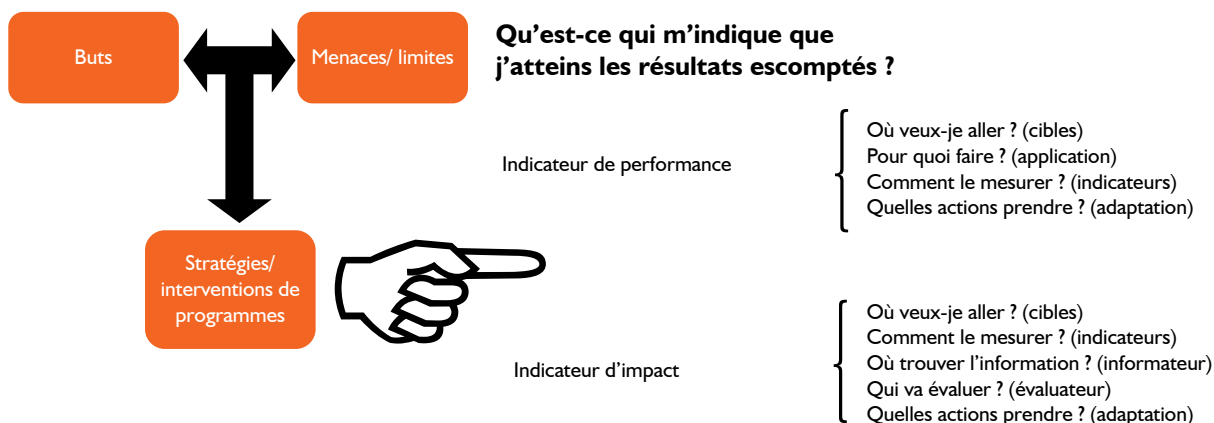 Buts
Menaces/ limites
Qu’est-ce qui m’indique que
j’atteins les résultats escomptés ?
Indicateur de performance
Où veux-je aller ? (cibles)
Pour quoi faire ? (application)
Comment le mesurer ? (indicateurs)
Quelles actions prendre ? (adaptation)
Stratégies/
interventions de
programmes
Indicateur d’impact
Où veux-je aller ? (cibles)
Comment le mesurer ? (indicateurs)
Où trouver l’information ? (informateur)
Qui va évaluer ? (évaluateur)
Quelles actions prendre ? (adaptation)